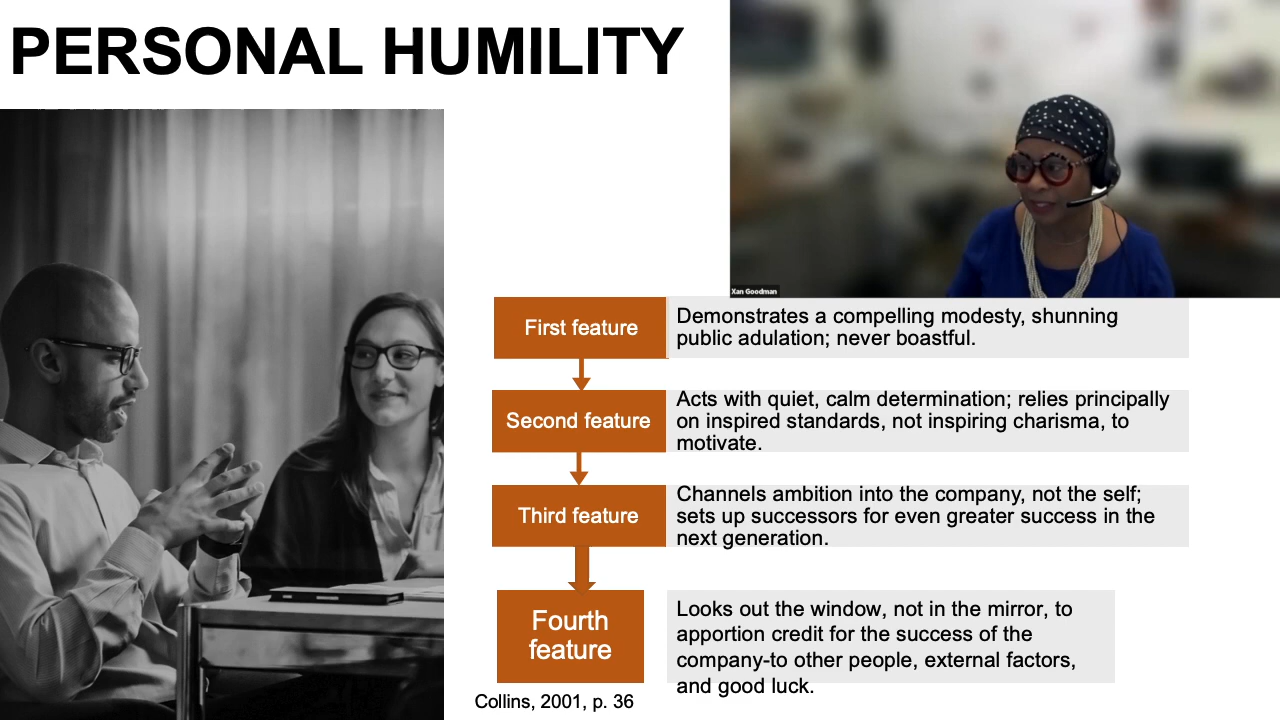 PERSONAL HUMILITY
Xan Goodman
First feature
Demonstrates a compelling modesty, shunning
public adulation; never boastful.
Second feature
Acts with quiet, calm determination; relies principally
on inspired standards, not inspiring charisma, to
motivate.
Third feature
Channels ambition into the company, not the self;
sets up successors for even greater success in the
next generation.
Fourth
feature
Looks out the window, not in the mirror, to
apportion credit for the success of the
company-to other people, external factors,
and good luck.
Collins, 2001, p. 36